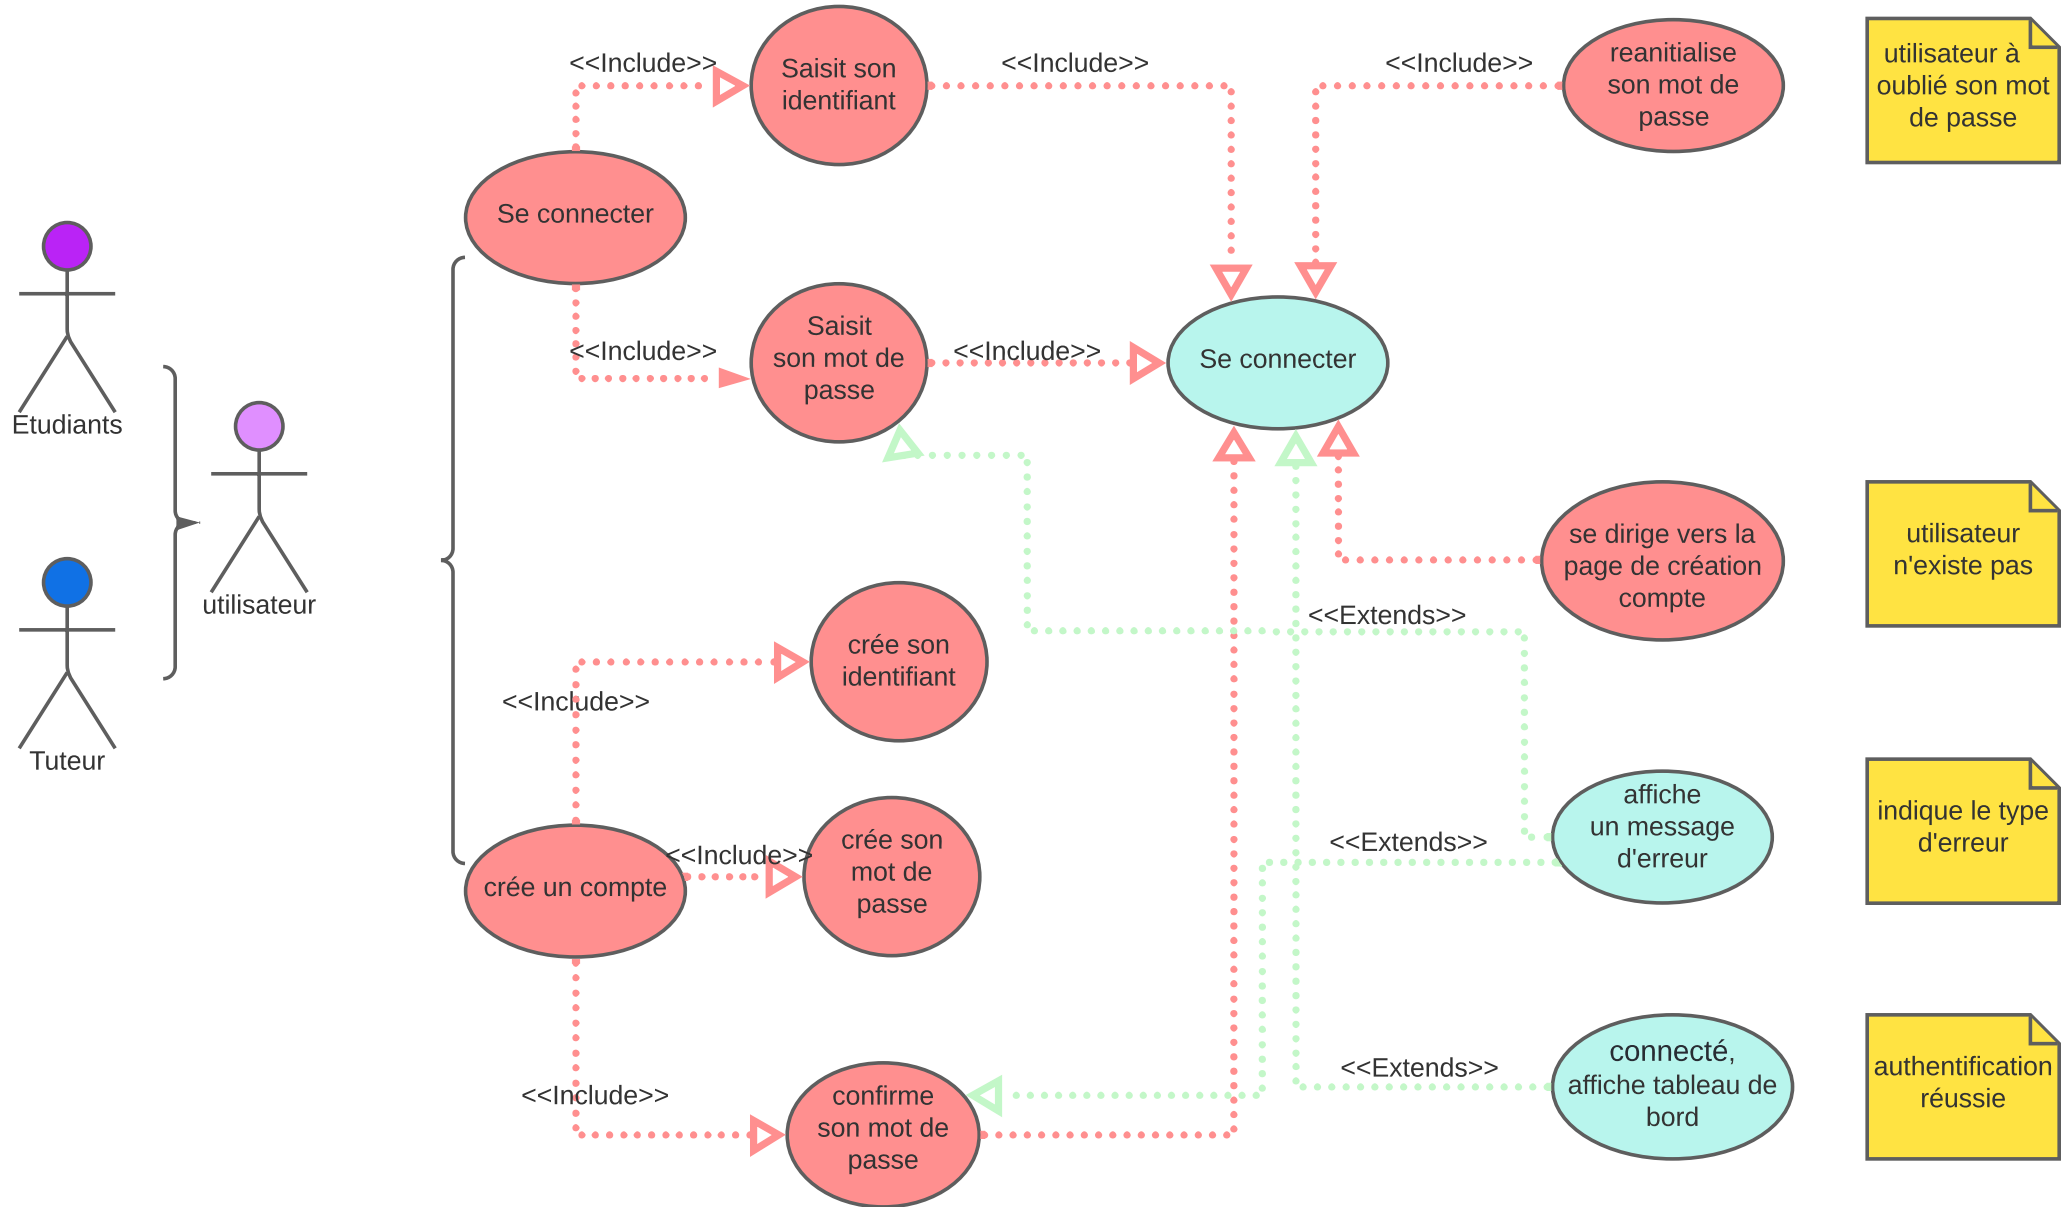 <<Include>>
Saisit son
identifiant
<<Include>>
<<Include>>
reanitialise
son mot de
passe
utilisateur à
oublié son mot
de passe
Se connecter
Etudiants
<<Include>>
Saisit
son mot de
passe
<<Include>>
Se connecter
utilisateur
se dirige vers la
page de création
compte
utilisateur
n'existe pas
Tuteur
<<Include>>
crée son
identifiant
<<Extends>>
crée un compte
<<Include>>
crée son
mot de
passe
<<Extends>>
affiche
un message
d'erreur
indique le type
d'erreur
<<Include>>
confirme
son mot de
passe
<<Extends>>
connecté,
affiche tableau de
bord
authentification
réussie